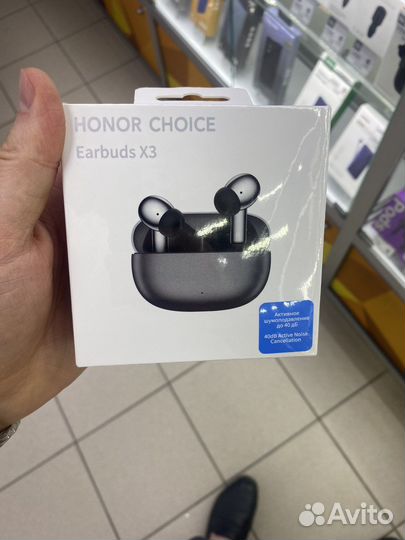 HONOR CHOICE
Earbuds X3
Активное
шумоподавление
до 40 дБ
40dB Active Noise
Cancellation
Avito